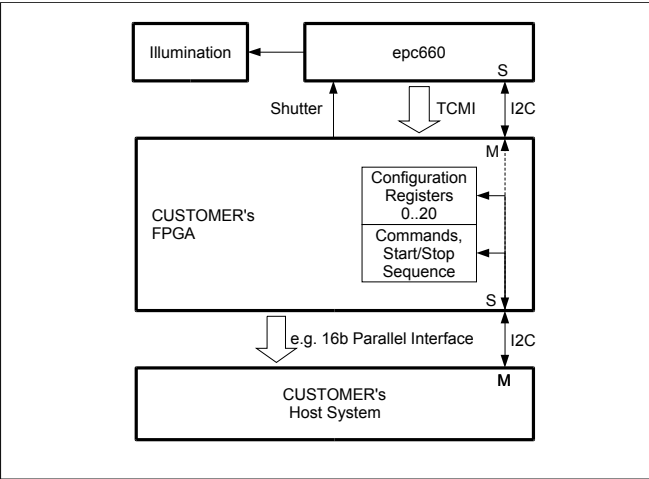 Illumination
epc660
S
Shutter
TCMI
I2C
M
Configuration
Registers
0..20
CUSTOMER's
FPGA
Commands,
Start/Stop
Sequence
S
e.g. 16b Parallel Interface
I2C
M
CUSTOMER's
Host System